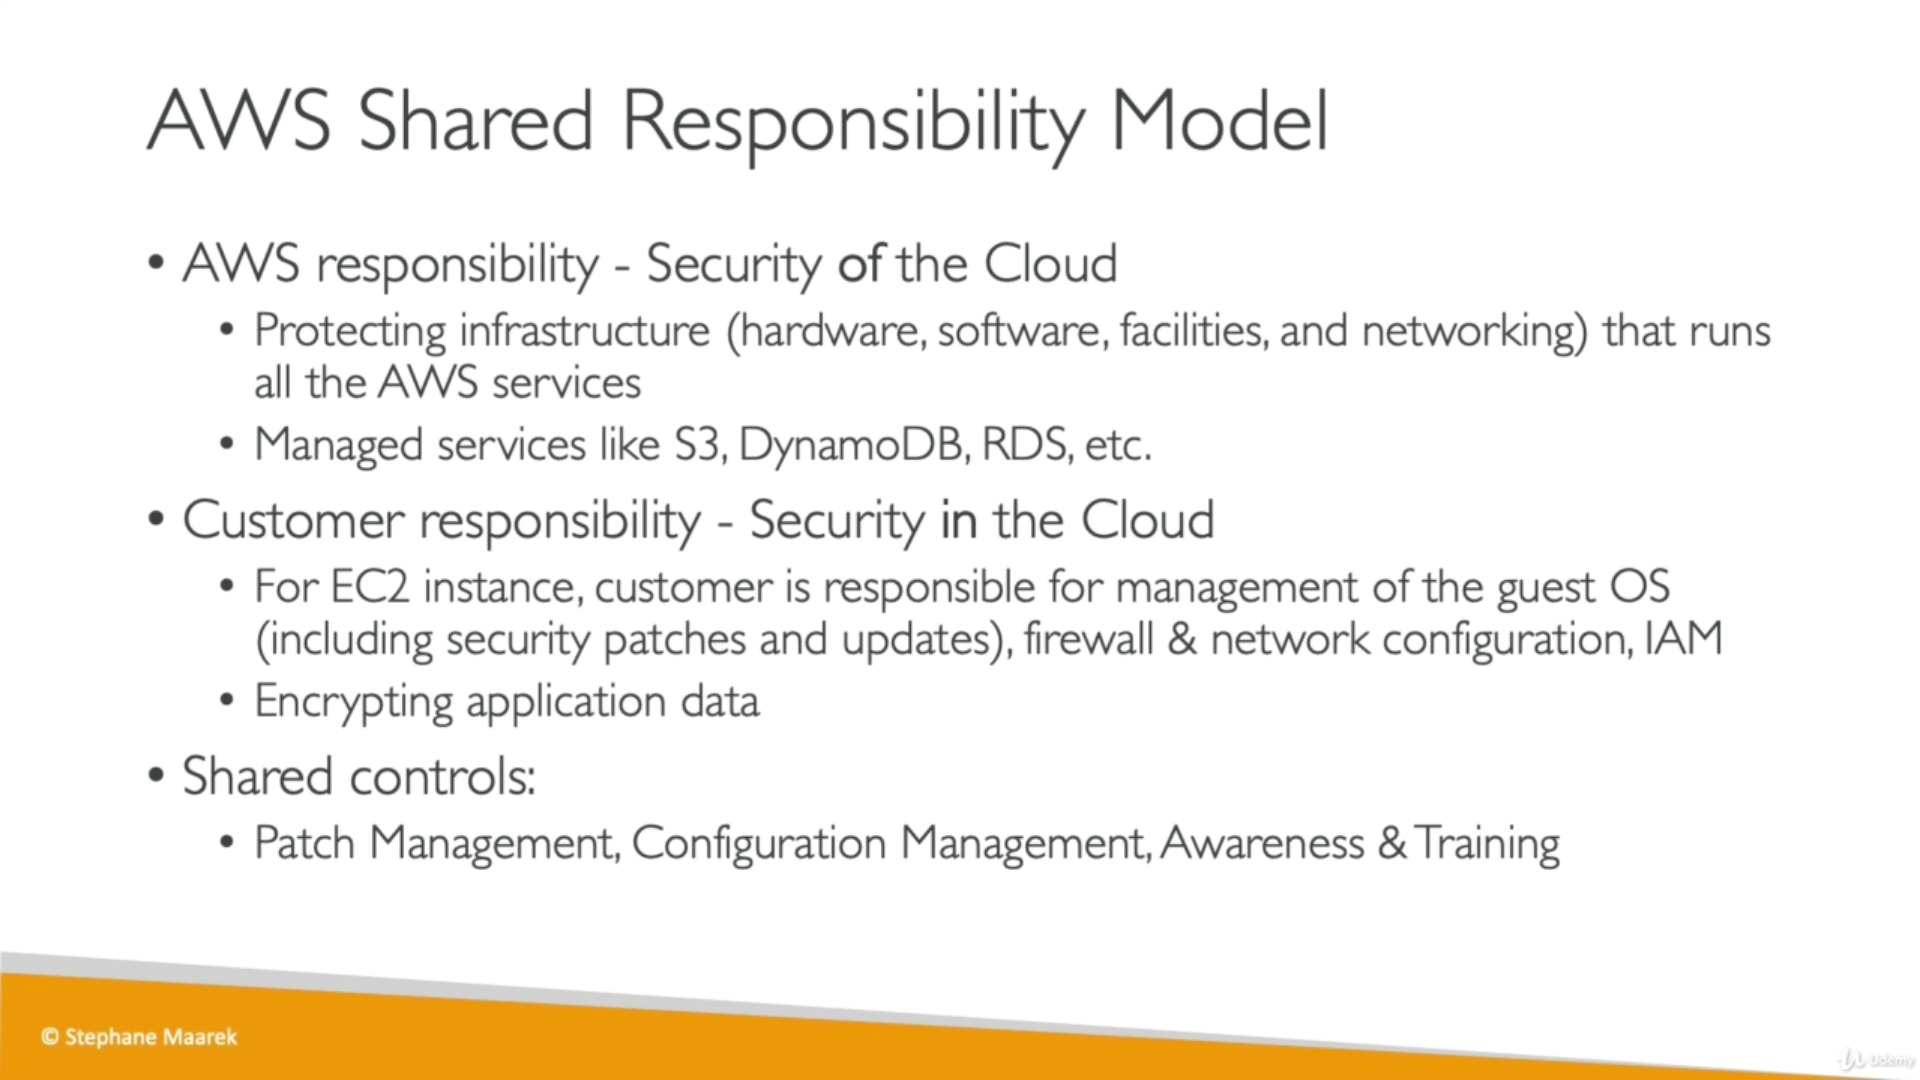 AWS Shared Responsibility Model
• AWS responsibility - Security of the Cloud
• Protecting infrastructure (hardware, software, facilities, and networking) that runs
all the AWS services
• Managed services like S3, DynamoDB, RDS, etc.
• Customer responsibility - Security in the Cloud
• For EC2 instance, customer is responsible for management of the guest OS
(including security patches and updates), firewall & network configuration, IAM
• Encrypting application data
• Shared controls:
• Patch Management, Configuration Management, Awareness & Training
© Stephane Maarek
Udemy